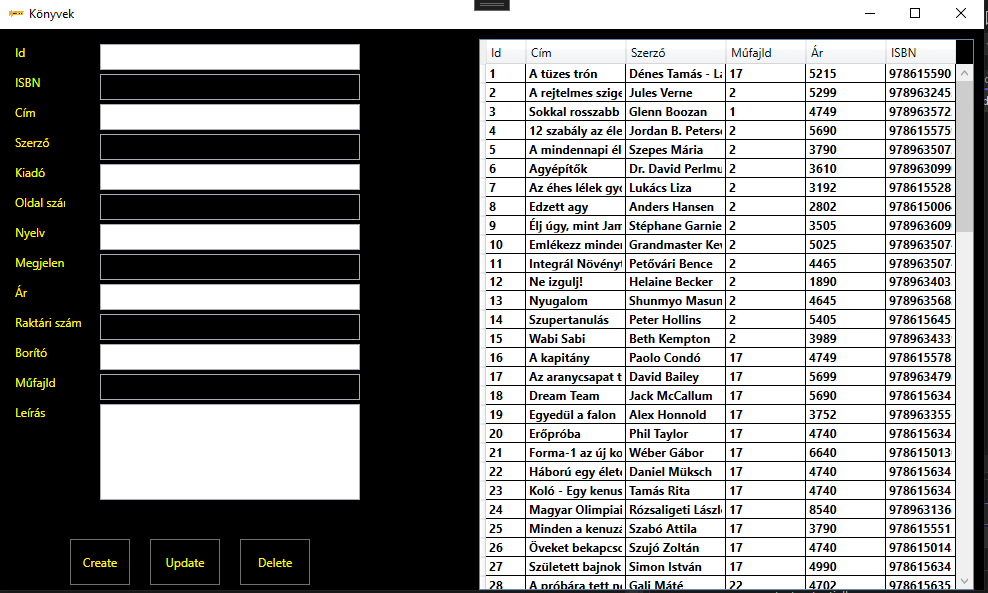 Könyvek
Id
ISBN
Cím
Szerző
Kiadó
Oldal szár
Nyelv
Megjelen
Ár
Raktári szám
Borító
MűfajId
Leírás
Create Update Delete
Id Cím Szerző MűfajId Ár ISBN
1 A tüzes trón Dénes Tamás - La 17 5215 978615590
2 A rejtelmes szige Jules Verne 2 5299 978963245
3 Sokkal rosszabb Glenn Boozan 1 4749 978963572
4 12 szabály az éle Jordan B. Peterso 2 5690 978615575
5 A mindennapi él Szepes Mária 2 3790 978963507
6 Agyépítők Dr. David Perlmu 2 3610 978963099
7 Az éhes lélek gyo Lukács Liza 2 3192 978615528
8 Edzett agy Anders Hansen 2 2802 978615006
9 Élj úgy, mint Jam Stéphane Garnie 2 3505 978963609
10 Emlékezz minden Grandmaster Kev 2 5025 978963507
11 Integrál Növényt Petővári Bence 2 4465 978963507
12 Ne izgulj! Helaine Becker 2 1890 978963403
13 Nyugalom Shunmyo Masun 2 4645 978963568
14 Szupertanulás Peter Hollins 2 5405 978615645
15 Wabi Sabi Beth Kempton 2 3989 978963433
16 A kapitány Paolo Condó 17 4749 978615578
17 Az aranycsapat t David Bailey 17 5699 978963479
18 Dream Team Jack McCallum 17 5690 978615634
19 Egyedül a falon Alex Honnold 17 3752 978963355
20 Erőpróba Phil Taylor 17 4740 978615634
21 Forma-1 az új ko Wéber Gábor 17 6640 978615013
22 Háború egy élete Daniel Müksch 17 4740 978615634
23 Koló - Egy kenus Tamás Rita 17 4740 978615634
24 Magyar Olimpiai Rózsaligeti Lászl 17 8540 978963136
25 Minden a kenuzá Szabó Attila 17 3790 978615551
26 Öveket bekapcso Szujó Zoltán 17 4740 978615014
27 Született bajnok Simon István 17 4990 978615634
28 A próbára tett ne Gali Máté 22 4702 978615635